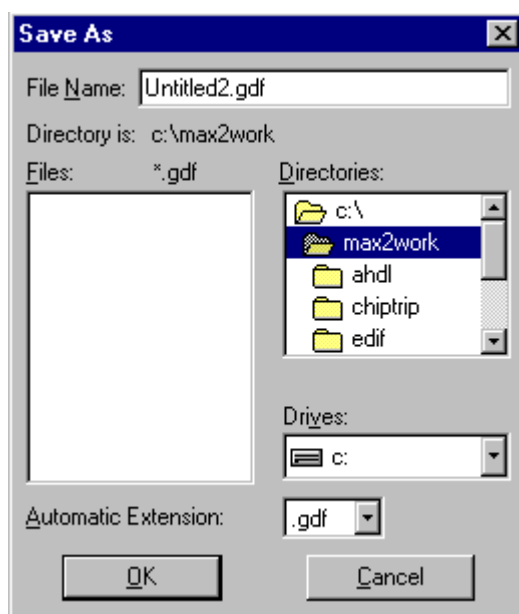 Save As
File Name: Untitled2.gdf
Directory is: c:\max2work
Files: *.gdf
Directories:
c:\
max2work
ahdl
chiptrip
edif
Drives:
c:
Automatic Extension: .gdf
OK Cancel